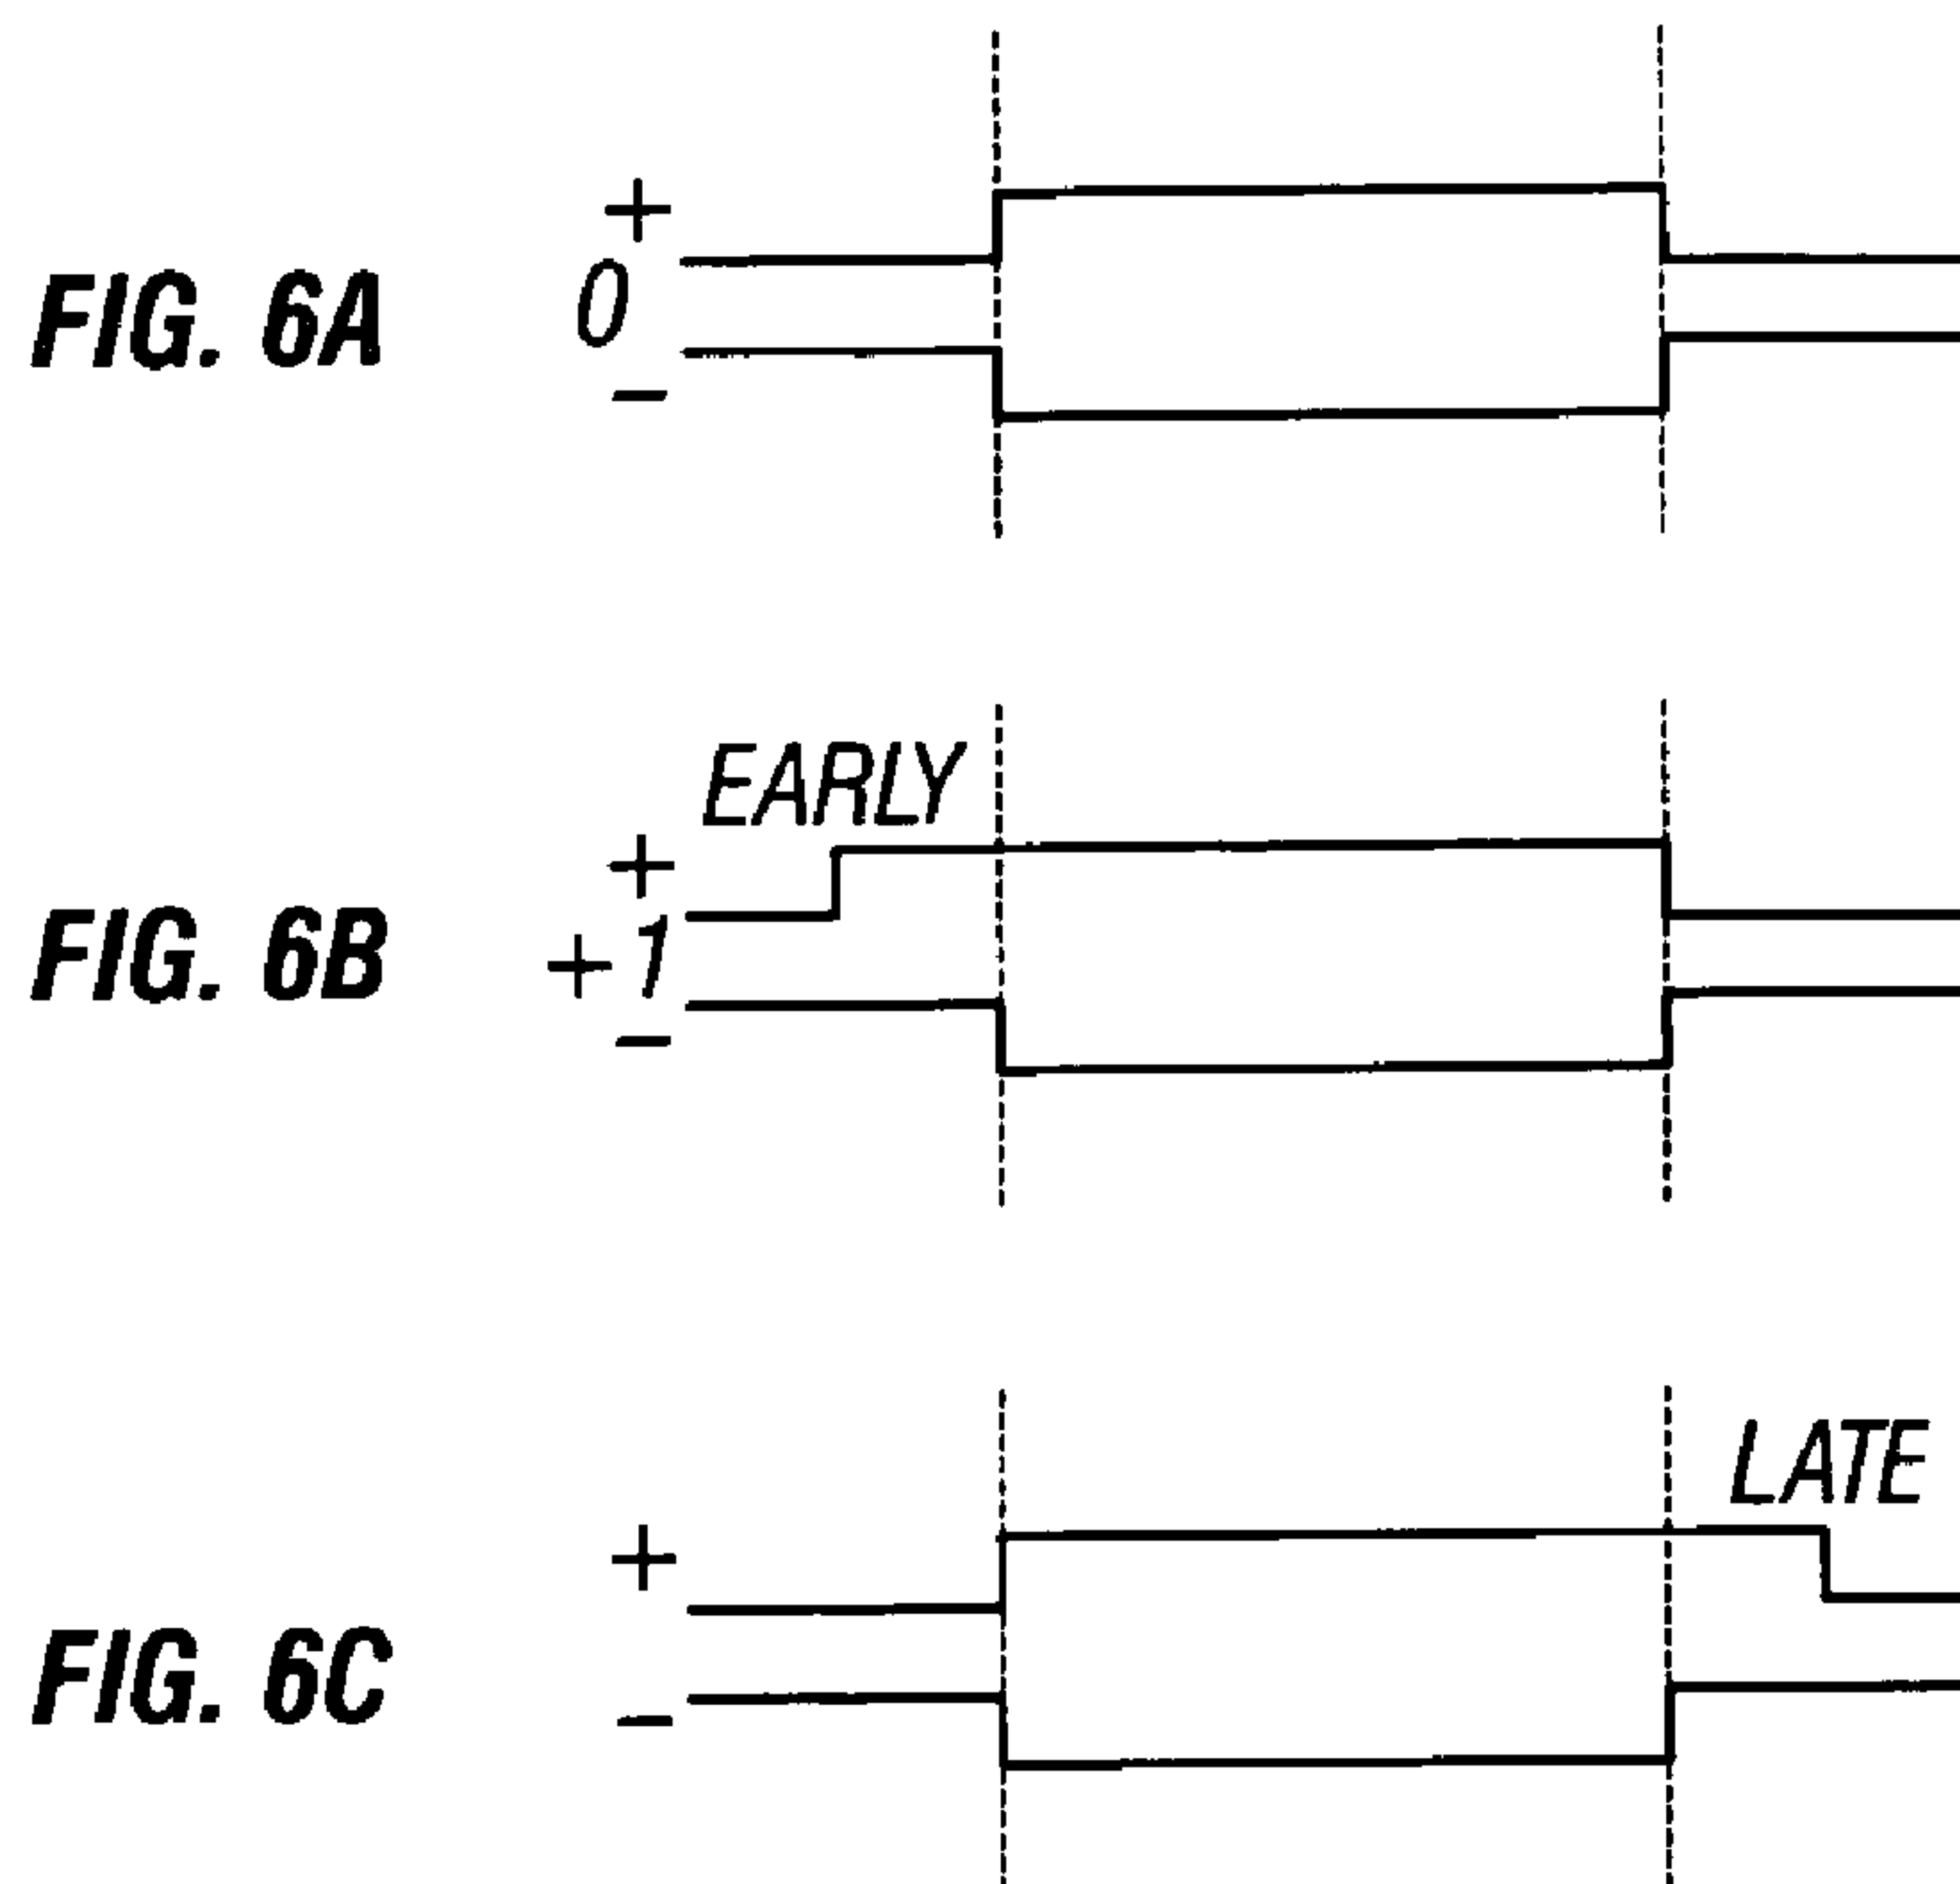 +
0
FIG. 6A
−
EARLY
+
+1
FIG. 6B
−
LATE
+
FIG. 6C
−